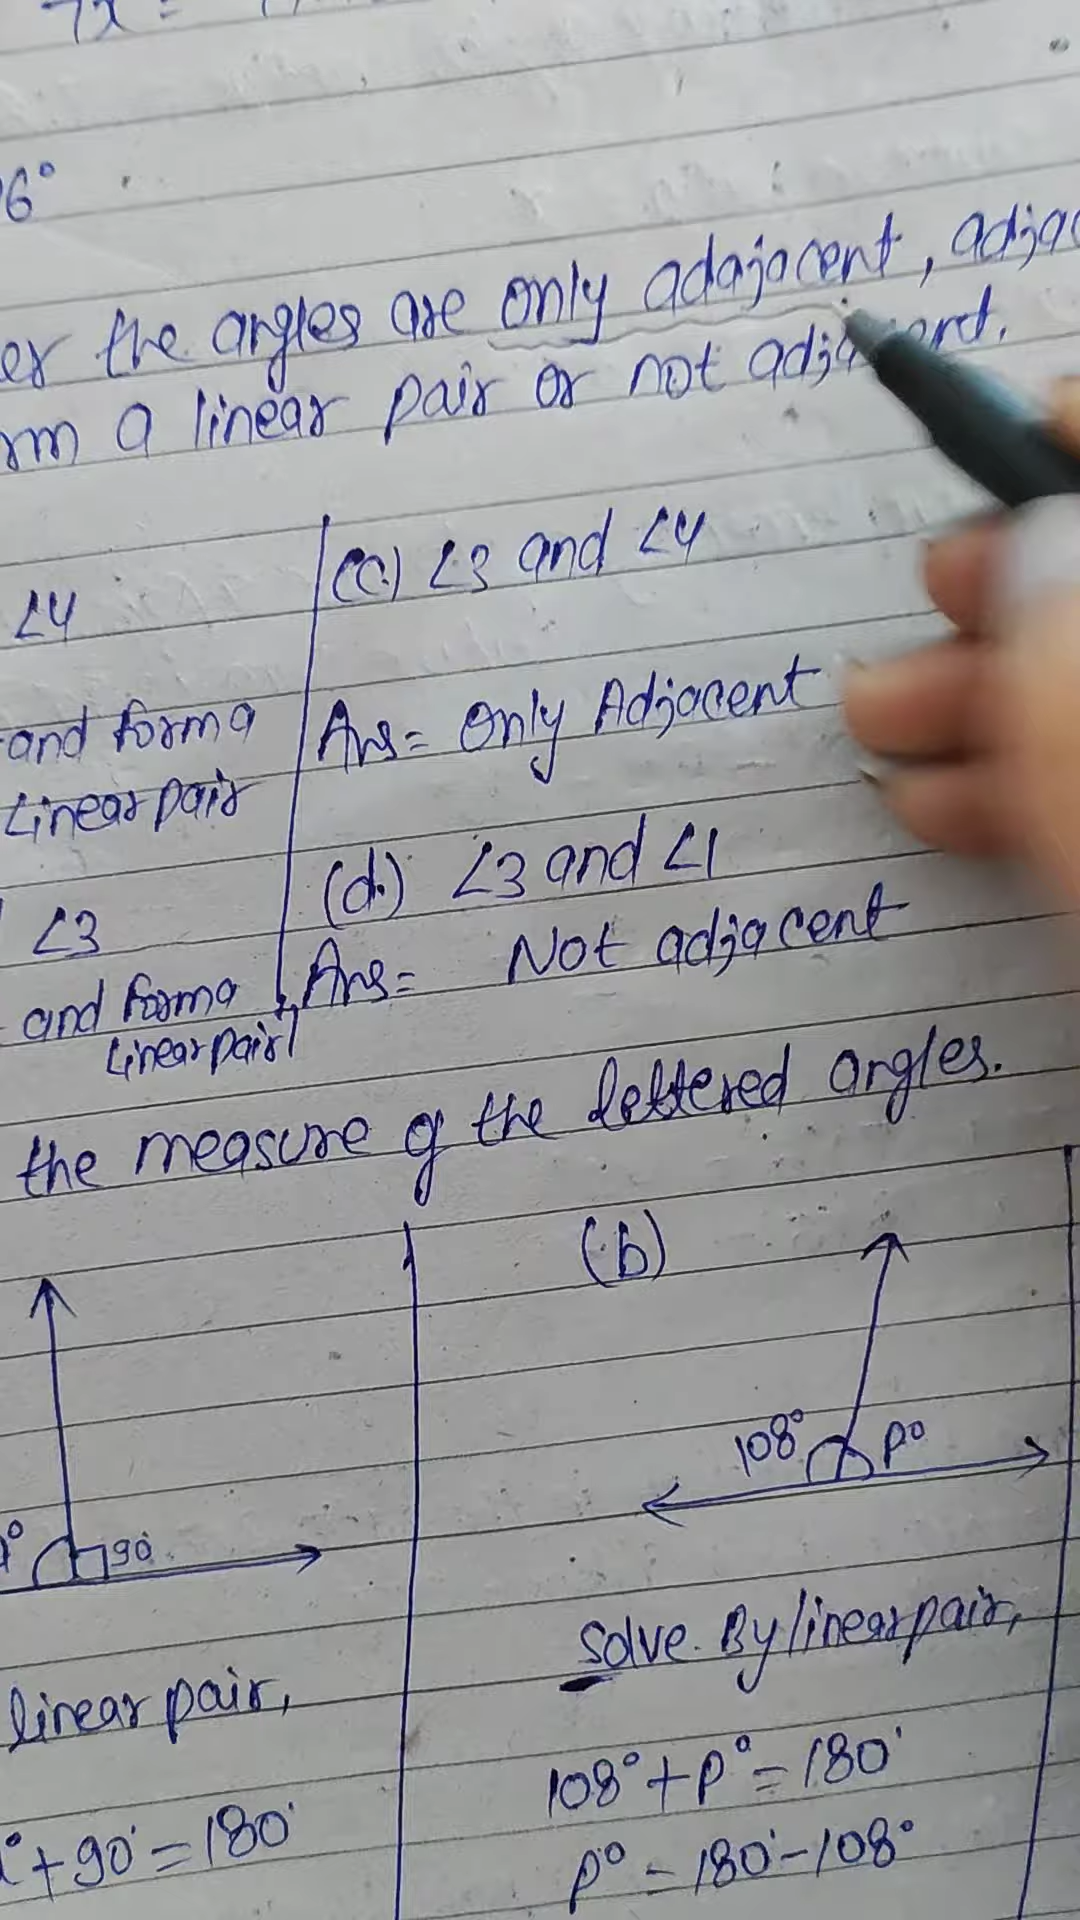 7x =
6°
er the angles are only adajacent, adjac
rm a linear pair or not
∠4
(c) ∠3 and ∠4
and form a
Linear pair
Ans = Only Adjacent
∠3
(d.) ∠3 and ∠1
and form a
Linear pair
Ans = Not adjacent
the measure of the lettered angles.
(b)
108° p°
90°
linear pair,
Solve By linear pair,
° + 90° = 180°
108° + p° = 180°
p° = 180° - 108°